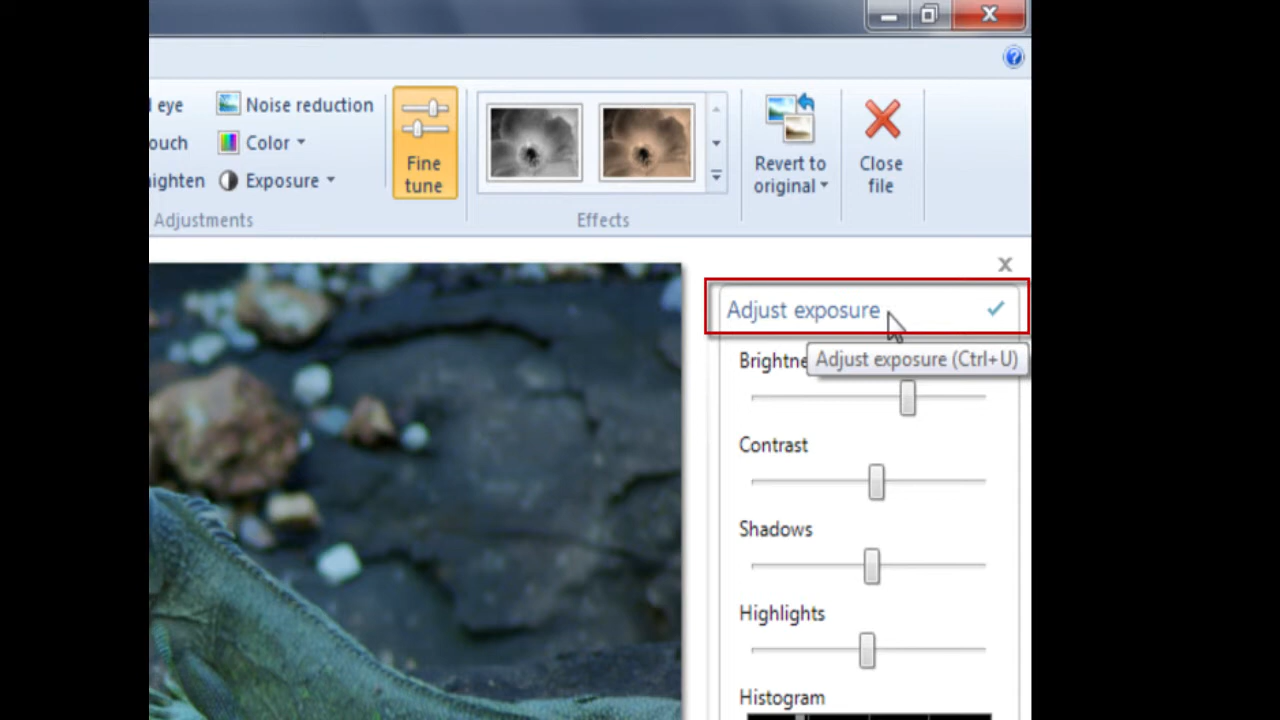 l eye
Noise reduction
ouch
Color
ighten
Exposure
Fine
tune
Revert to
original
Close
file
Adjustments
Effects
Adjust exposure
Brightne
Adjust exposure (Ctrl+U)
Contrast
Shadows
Highlights
Histogram